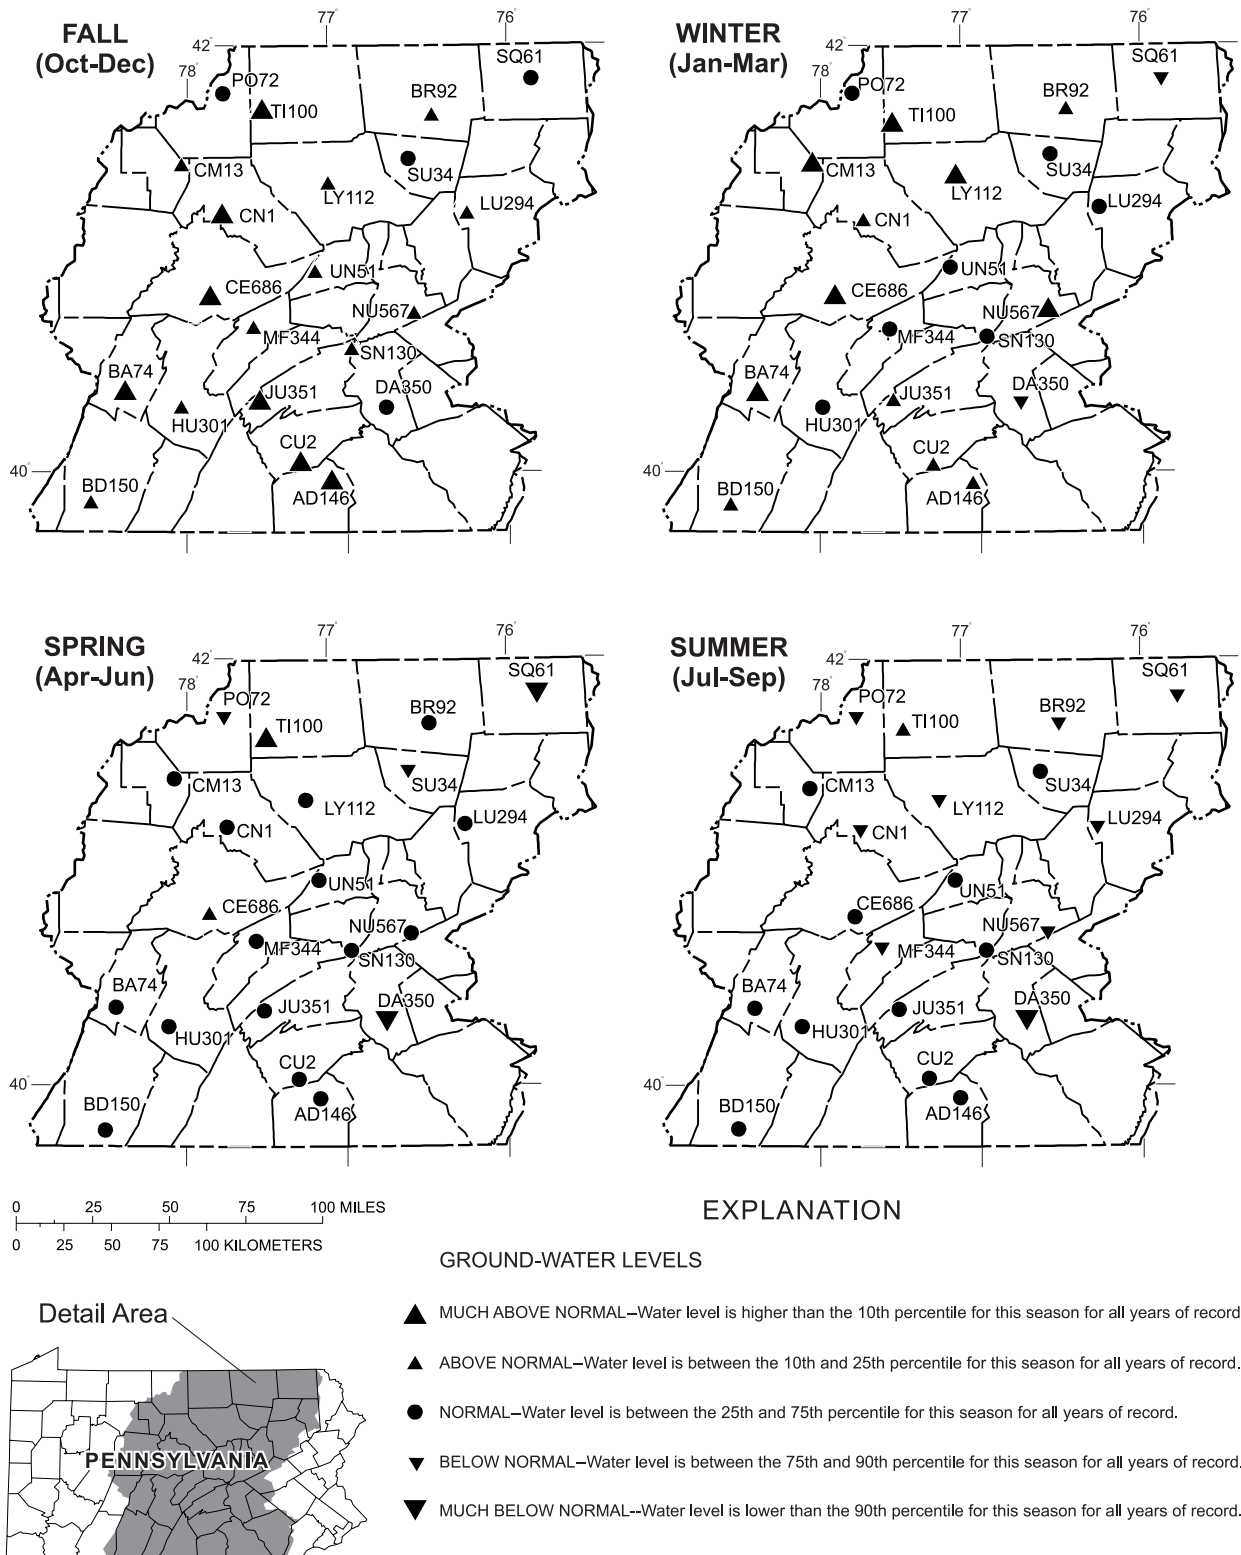 FALL
(Oct-Dec)
77°
76°
42°
78°
PO72
TI100
BR92
SQ61
CM13
SU34
LY112
LU294
CN1
UN51
CE686
NU567
MF344
SN130
BA74
JU351
DA350
HU301
CU2
40°
BD150
AD146
WINTER
(Jan-Mar)
77°
76°
42°
78°
SQ61
PO72
BR92
TI100
SU34
CM13
LY112
LU294
CN1
UN51
CE686
NU567
MF344
SN130
BA74
DA350
JU351
HU301
CU2
40°
BD150
AD146
SPRING
(Apr-Jun)
77°
76°
42°
78°
SQ61
PO72
BR92
TI100
CM13
SU34
LY112
LU294
CN1
UN51
CE686
NU567
MF344
SN130
BA74
DA350
JU351
HU301
CU2
40°
BD150
AD146
SUMMER
(Jul-Sep)
77°
76°
42°
78°
SQ61
PO72
BR92
TI100
CM13
SU34
LY112
LU294
CN1
UN51
CE686
NU567
MF344
SN130
BA74
DA350
JU351
HU301
CU2
40°
BD150
AD146
0 25 50 75 100 MILES
0 25 50 75 100 KILOMETERS
EXPLANATION
GROUND-WATER LEVELS
MUCH ABOVE NORMAL–Water level is higher than the 10th percentile for this season for all years of record
ABOVE NORMAL–Water level is between the 10th and 25th percentile for this season for all years of record.
NORMAL–Water level is between the 25th and 75th percentile for this season for all years of record.
BELOW NORMAL–Water level is between the 75th and 90th percentile for this season for all years of record.
MUCH BELOW NORMAL--Water level is lower than the 90th percentile for this season for all years of record.
Detail Area
PENNSYLVANIA